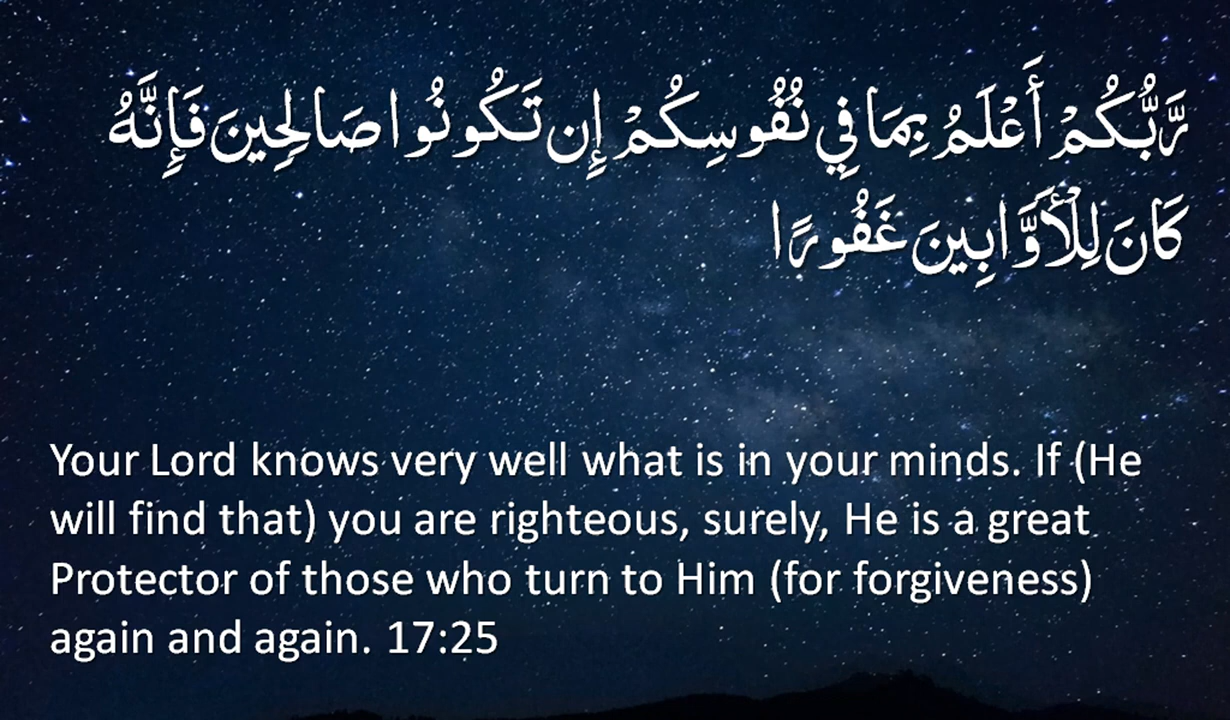 رَّبُّكُمْ أَعْلَمُ بِمَا فِي نُفُوسِكُمْ إِن تَكُونُوا صَالِحِينَ فَإِنَّهُ
كَانَ لِلْأَوَّابِينَ غَفُورًا
Your Lord knows very well what is in your minds. If (He
will find that) you are righteous, surely, He is a great
Protector of those who turn to Him (for forgiveness)
again and again. 17:25